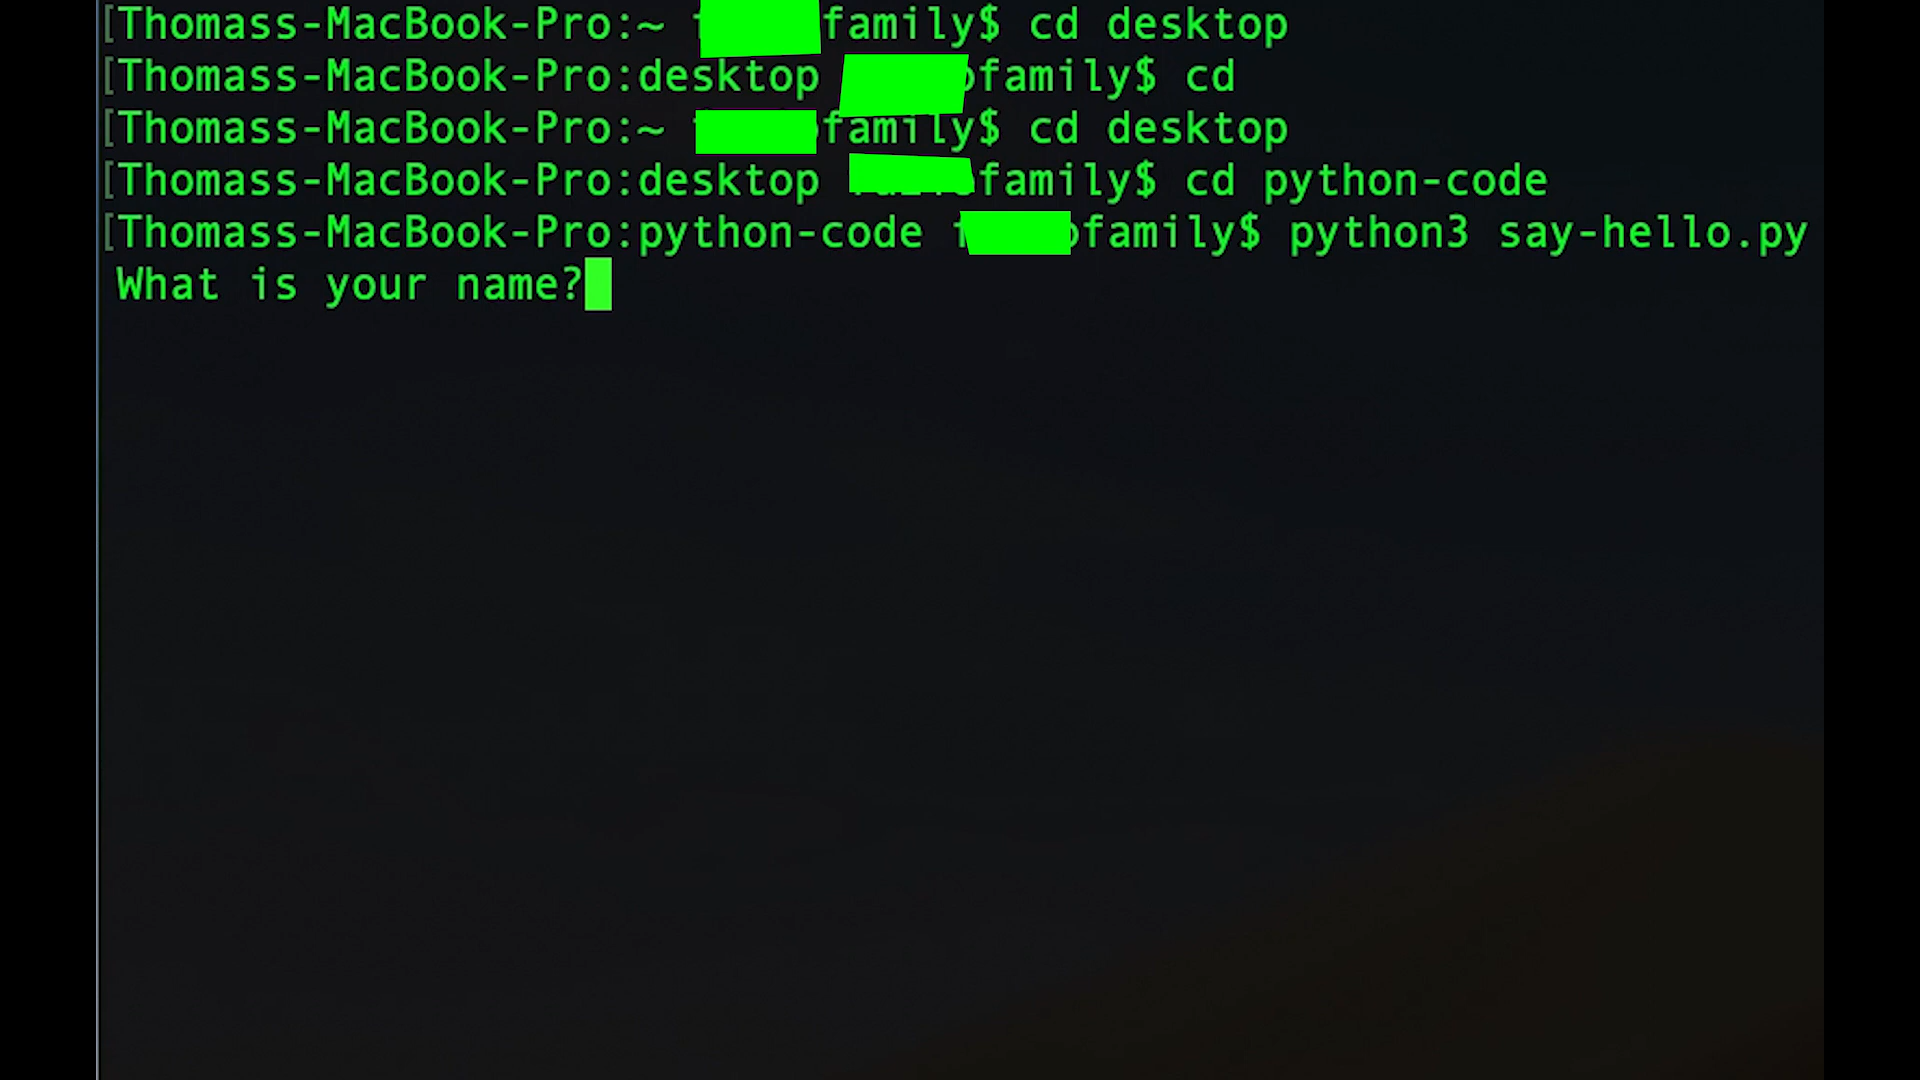 [Thomass-MacBook-Pro:~ family$ cd desktop
[Thomass-MacBook-Pro:desktop ofamily$ cd
[Thomass-MacBook-Pro:~ family$ cd desktop
[Thomass-MacBook-Pro:desktop family$ cd python-code
[Thomass-MacBook-Pro:python-code ofamily$ python3 say-hello.py
What is your name?